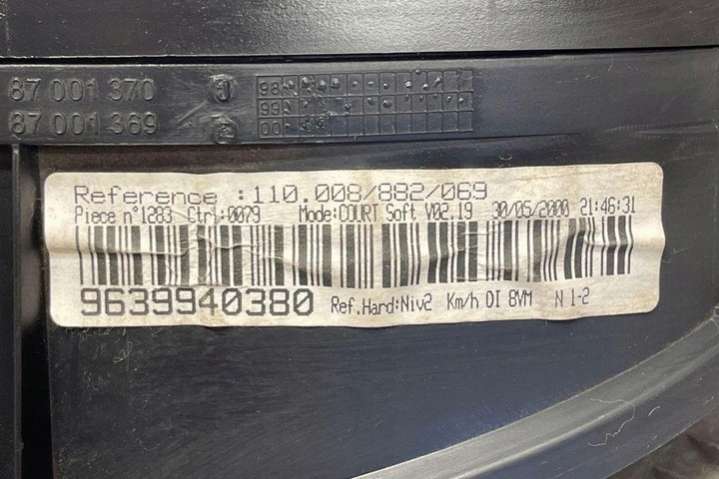 87 001 370
87 001 369
98
99
00
Reference :110.008/882/069
Piece n°1283 Ctrl:0079 Mode:COURT Soft V02.19 30/05/2000 21:46:31
9639940380 Ref.Hard:Niv2 Km/h DI 8VM N 1-2